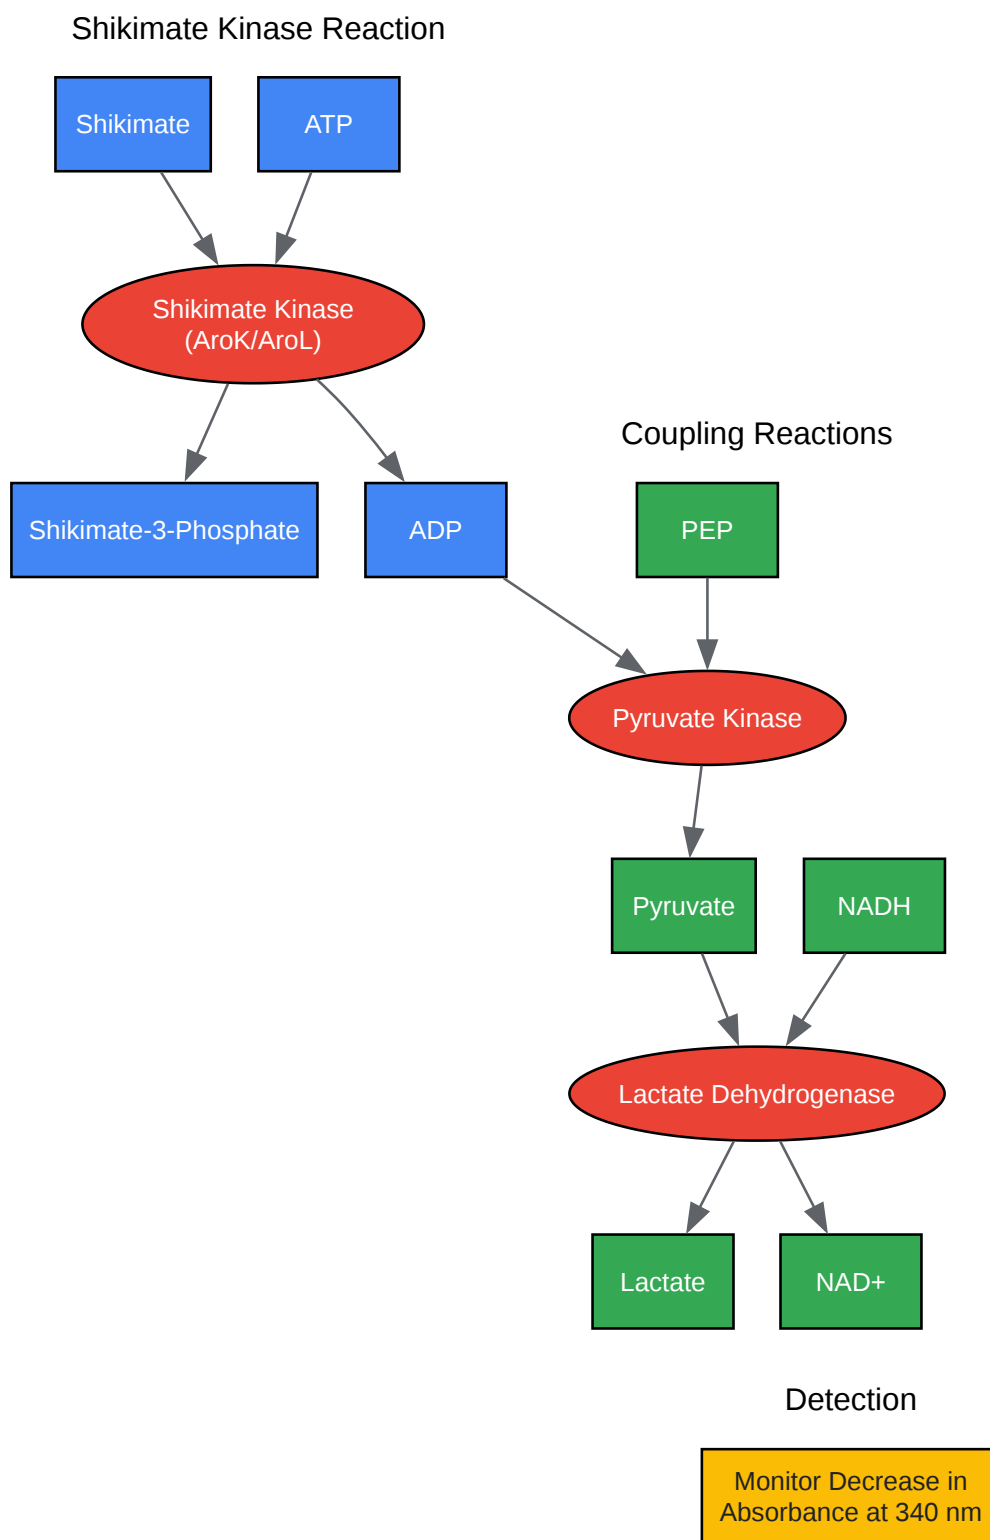 Shikimate Kinase Reaction
Shikimate
ATP
Shikimate Kinase
(AroK/AroL)
Coupling Reactions
Shikimate-3-Phosphate
ADP
PEP
Pyruvate Kinase
Pyruvate
NADH
Lactate Dehydrogenase
Lactate
NAD+
Detection
Monitor Decrease in
Absorbance at 340 nm